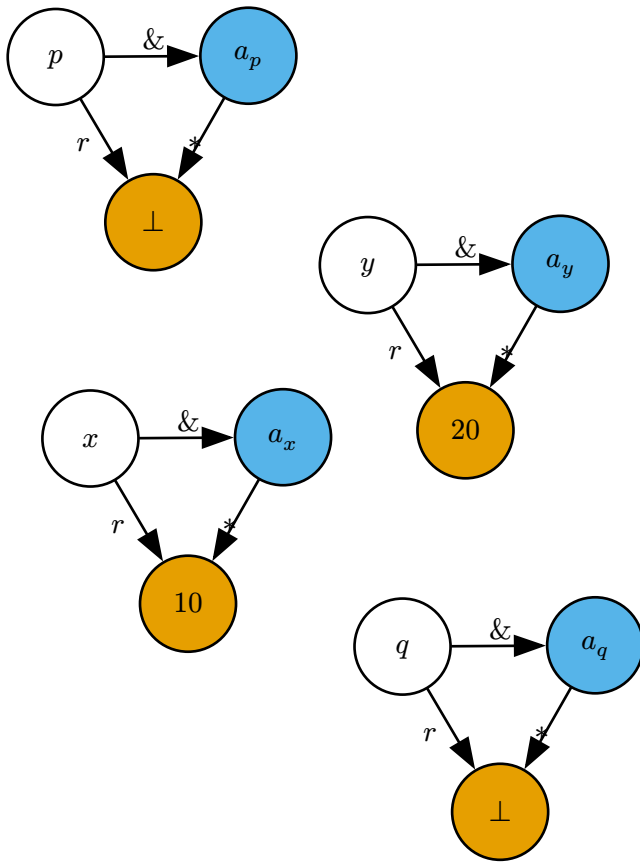 p & a_p
r *
⊥
y & a_y
r *
20
x & a_x
r *
10
q & a_q
r *
⊥